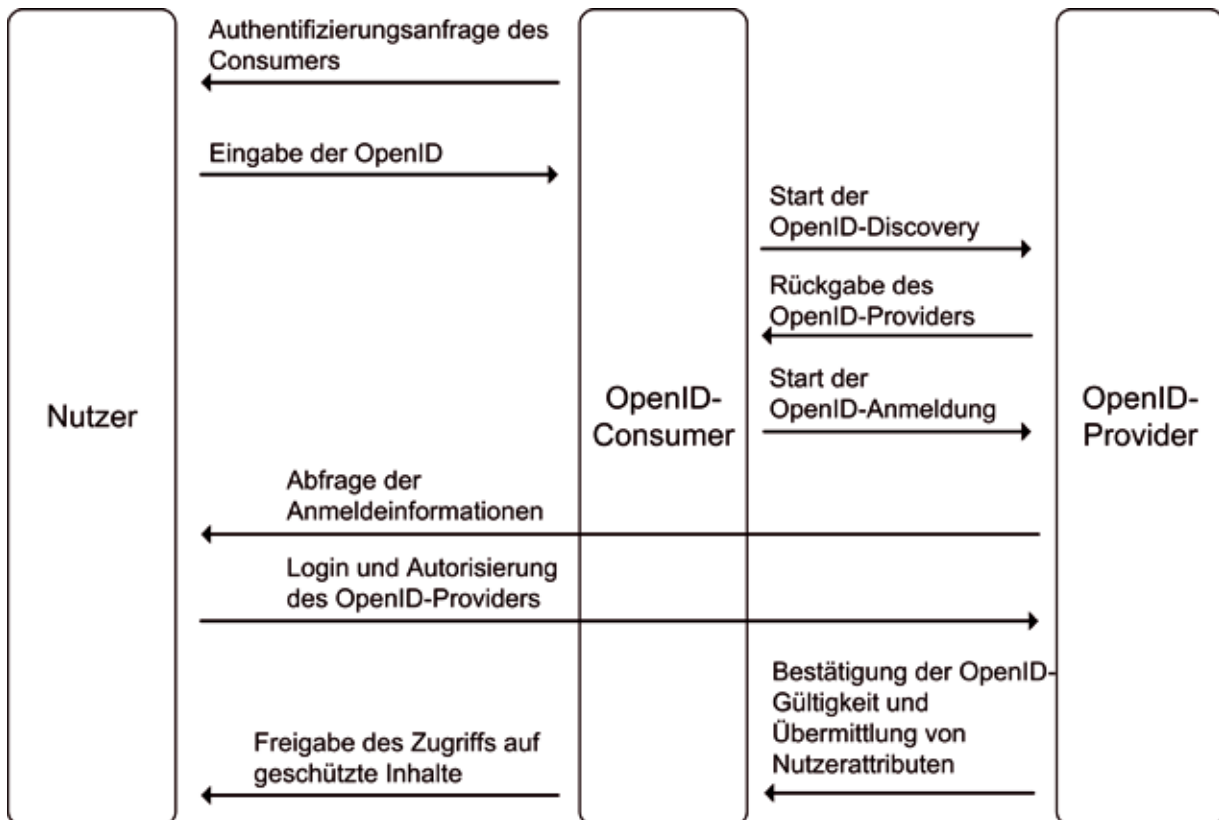 Authentifizierungsanfrage des
Consumers
Eingabe der OpenID
Start der
OpenID-Discovery
Rückgabe des
OpenID-Providers
Start der
OpenID-Anmeldung
Nutzer
OpenID-
Consumer
OpenID-
Provider
Abfrage der
Anmeldeinformationen
Login und Autorisierung
des OpenID-Providers
Bestätigung der OpenID-
Gültigkeit und
Übermittlung von
Nutzerattributen
Freigabe des Zugriffs auf
geschützte Inhalte